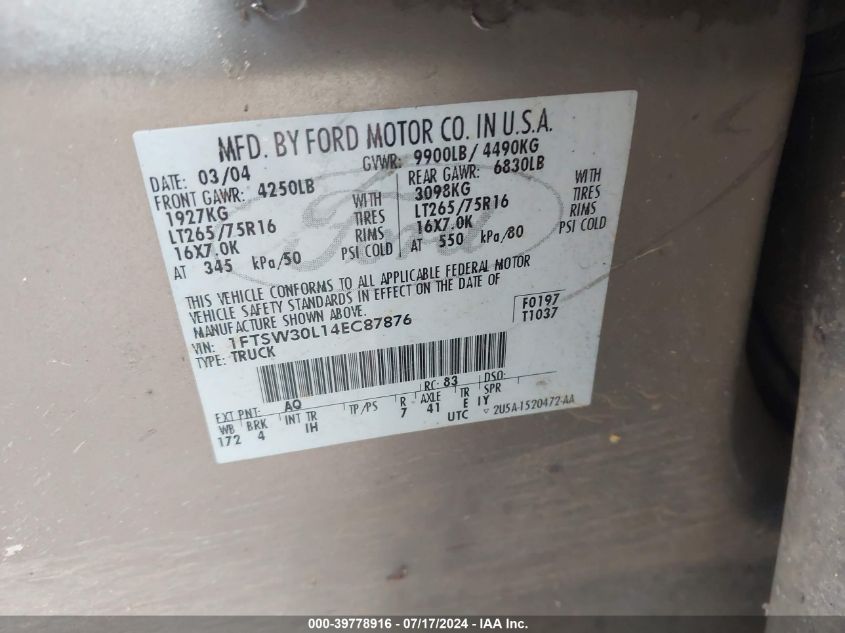 MFD. BY FORD MOTOR CO. IN U.S.A.
DATE: 03/04 GVWR: 9900LB/ 4490KG
FRONT GAWR: 4250LB REAR GAWR: 6830LB
1927KG WITH 3098KG WITH
LT265/75R16 TIRES LT265/75R16 TIRES
16X7.0K RIMS 16X7.0K RIMS
AT 345 kPa/50 PSI COLD AT 550 kPa/80 PSI COLD
Ford
THIS VEHICLE CONFORMS TO ALL APPLICABLE FEDERAL MOTOR
VEHICLE SAFETY STANDARDS IN EFFECT ON THE DATE OF
MANUFACTURE SHOWN ABOVE.
VIN: 1FTSW30L14EC87876 F0197
TYPE: TRUCK T1037
EXT PNT: AQ RC: 83 DSO:
WB BRK INT TR TP/PS R AXLE TR SPR
172 4 IH 7 41 E IY
UTC ▽ 2U5A-1520472-AA
000-39778916 - 07/17/2024 - IAA Inc.